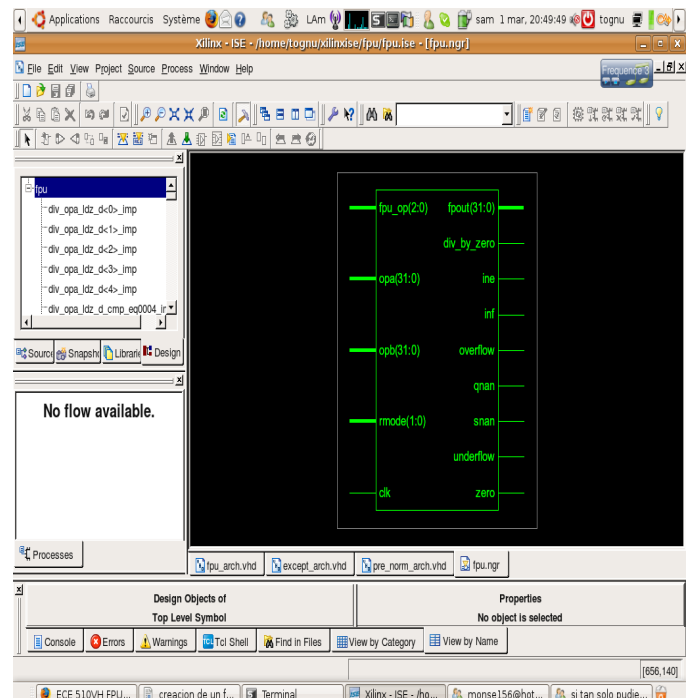 Applications Raccourcis Système LAm sam 1 mar, 20:49:49 tognu
Xilinx - ISE - /home/tognu/xilinxise/fpu/fpu.ise - [fpu.ngr]
File Edit View Project Source Process Window Help
Frequence 3
fpu
div_opa_ldz_d<0>_imp
div_opa_ldz_d<1>_imp
div_opa_ldz_d<2>_imp
div_opa_ldz_d<3>_imp
div_opa_ldz_d<4>_imp
div_opa_ldz_d_cmp_eq0004_ir
Source Snapsh Librarie Design
No flow available.
Processes
fpu_op(2:0) fpout(31:0)
div_by_zero
opa(31:0) ine
inf
opb(31:0) overflow
qnan
rmode(1:0) snan
underflow
clk zero
fpu_arch.vhd except_arch.vhd pre_norm_arch.vhd fpu.ngr
Design Objects of
Top Level Symbol
Properties
No object is selected
Console Errors Warnings Tcl Shell Find in Files View by Category View by Name
[656,140]
ECE 510VH FPU... creacion de un f... Terminal Xilinx - ISE - /ho... monse156@hot... si tan solo pudie...